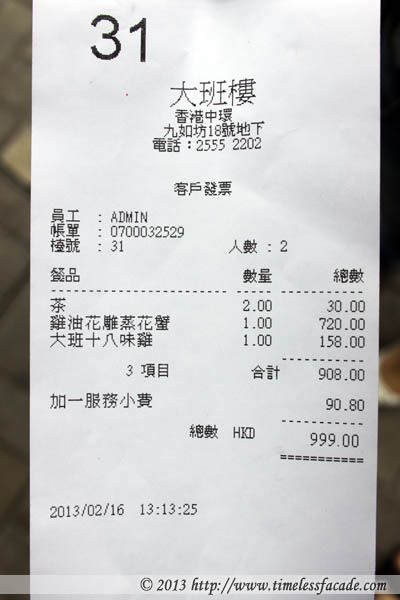 31
大班樓
香港中環
九如坊18號地下
電話：2555 2202
客戶發票
員工 : ADMIN
帳單 : 0700032529
檯號 : 31 人數 : 2
餐品 數量 總數
茶 2.00 30.00
雞油花雕蒸花蟹 1.00 720.00
大班十八味雞 1.00 158.00
3 項目 合計 908.00
加一服務小費 90.80
總數 HKD 999.00
2013/02/16 13:13:25
© 2013 http://www.timelessfacade.com